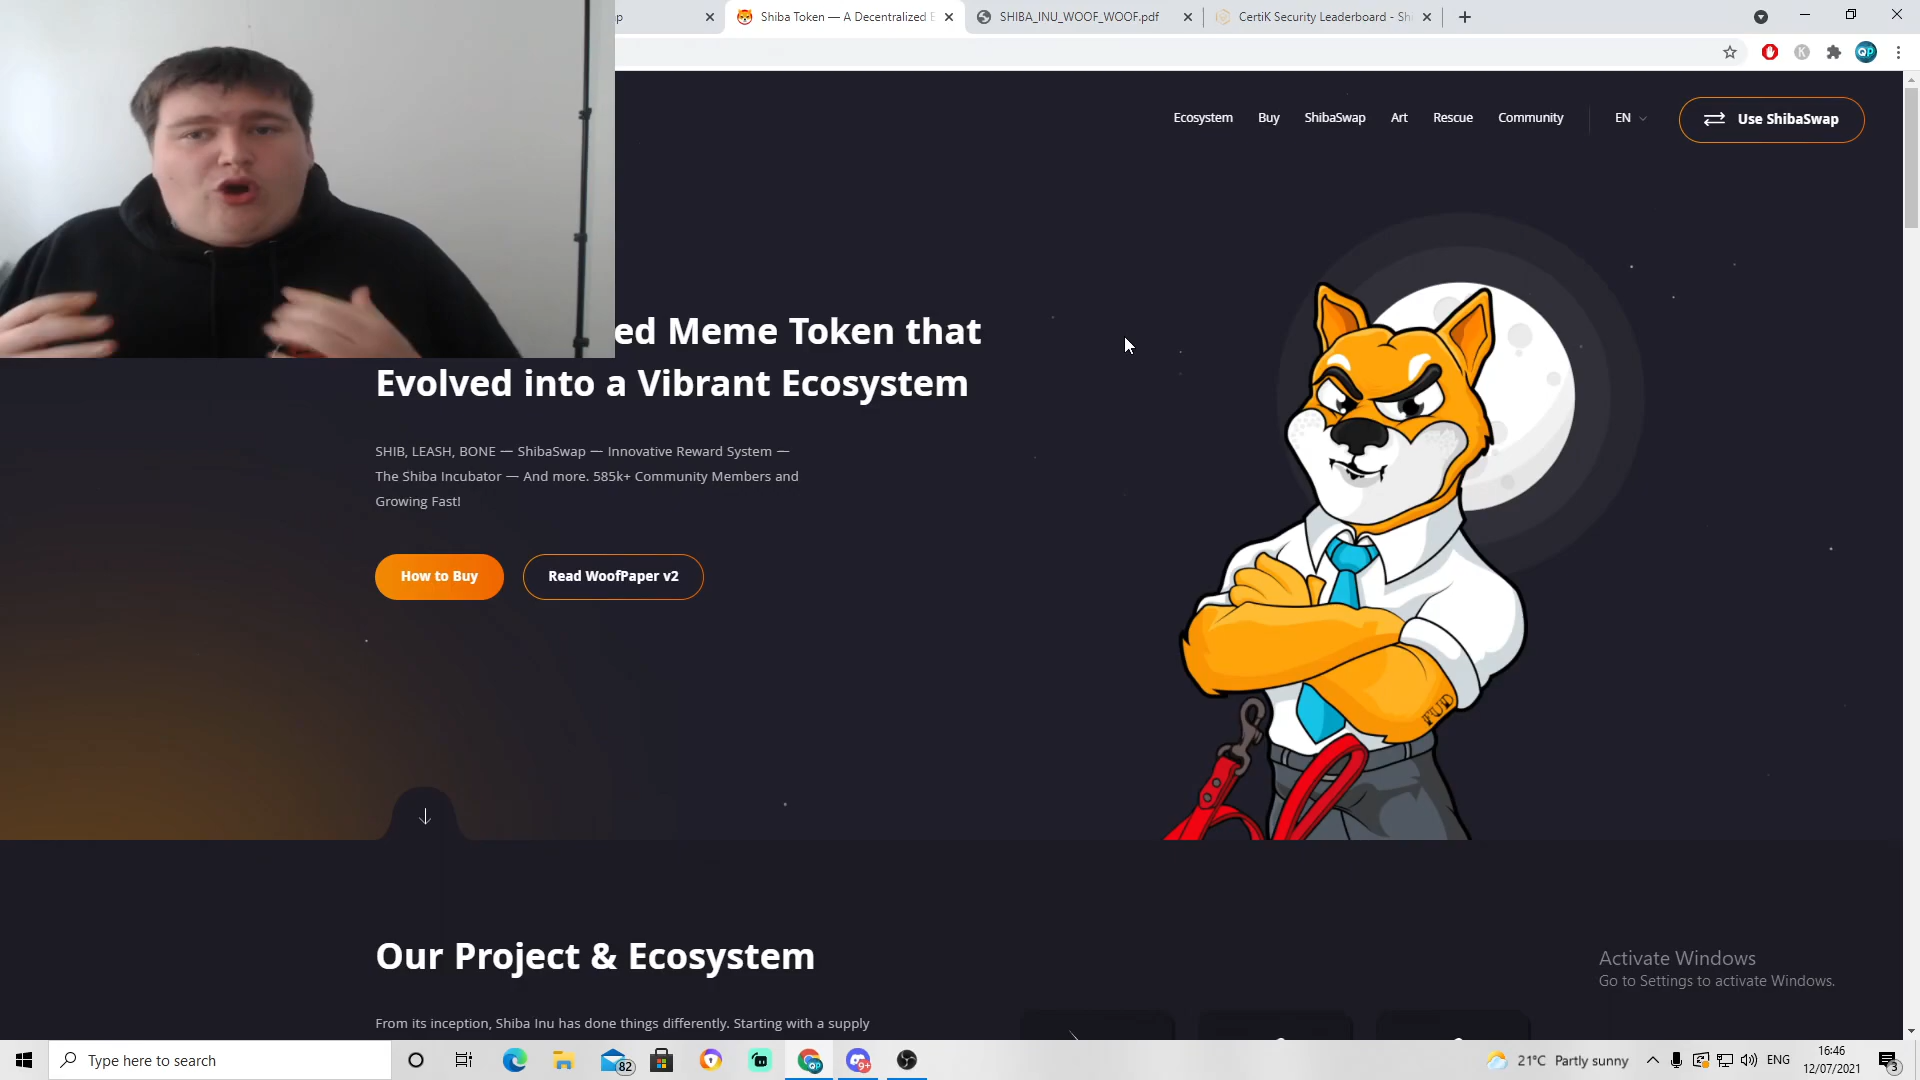 Shiba Token — A Decentralized E
SHIBA_INU_WOOF_WOOF.pdf
CertiK Security Leaderboard - Shi
Ecosystem
Buy
ShibaSwap
Art
Rescue
Community
EN
Use ShibaSwap
ed Meme Token that
Evolved into a Vibrant Ecosystem
SHIB, LEASH, BONE — ShibaSwap — Innovative Reward System —
The Shiba Incubator — And more. 585k+ Community Members and
Growing Fast!
How to Buy
Read WoofPaper v2
FUD
Our Project & Ecosystem
From its inception, Shiba Inu has done things differently. Starting with a supply
Activate Windows
Go to Settings to activate Windows.
Type here to search
82
9+
21°C Partly sunny
ENG
16:46
12/07/2021
3